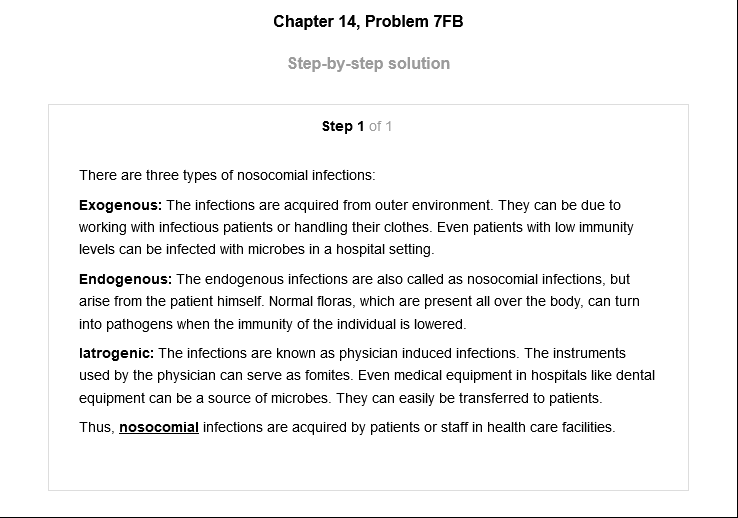 Chapter 14, Problem 7FB
Step-by-step solution
Step 1 of 1
There are three types of nosocomial infections:
Exogenous: The infections are acquired from outer environment. They can be due to
working with infectious patients or handling their clothes. Even patients with low immunity
levels can be infected with microbes in a hospital setting.
Endogenous: The endogenous infections are also called as nosocomial infections, but
arise from the patient himself. Normal floras, which are present all over the body, can turn
into pathogens when the immunity of the individual is lowered.
Iatrogenic: The infections are known as physician induced infections. The instruments
used by the physician can serve as fomites. Even medical equipment in hospitals like dental
equipment can be a source of microbes. They can easily be transferred to patients.
Thus, nosocomial infections are acquired by patients or staff in health care facilities.